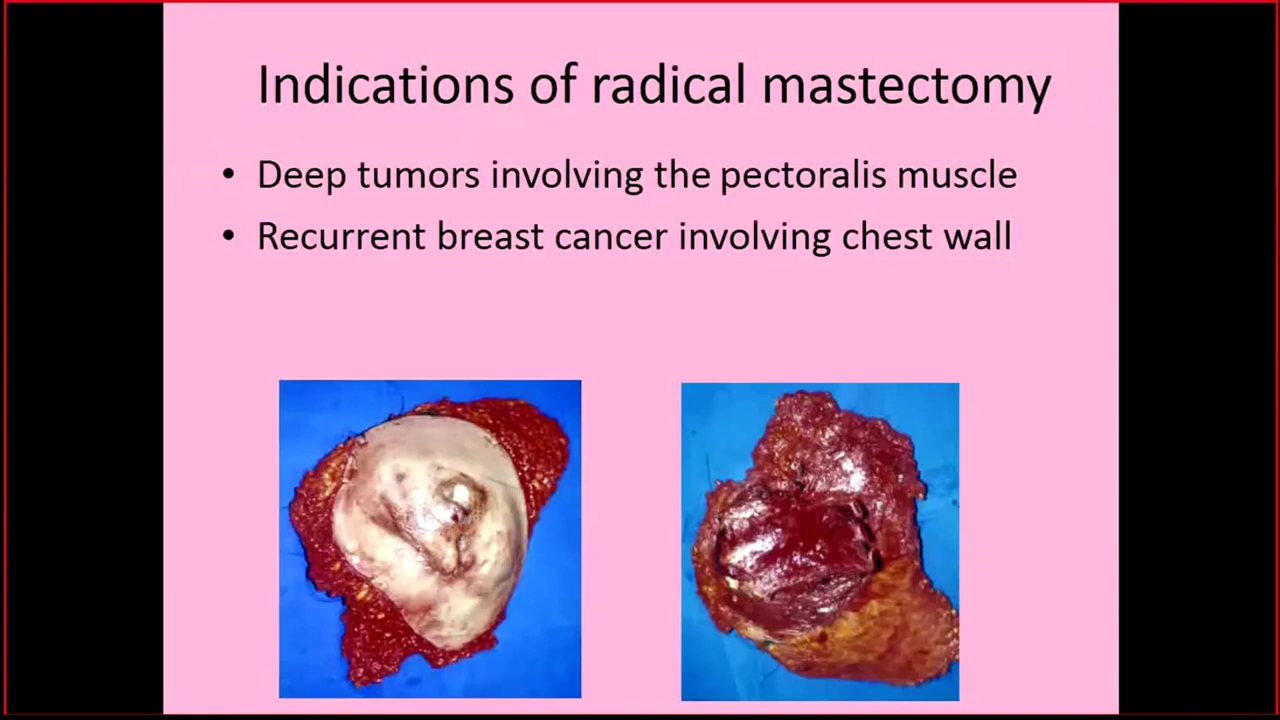 Indications of radical mastectomy
• Deep tumors involving the pectoralis muscle
• Recurrent breast cancer involving chest wall